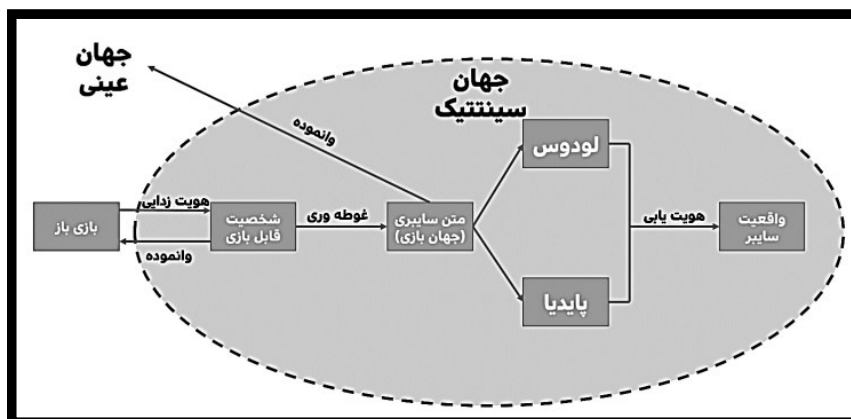 جهان
عینی
جهان
سینتتیک
وانموده
لودوس
بازی باز
هویت زدایی
وانموده
شخصیت
قابل بازی
غوطه وری
متن سایبری
(جهان بازی)
هویت یابی
واقعیت
سایبر
پایدیا